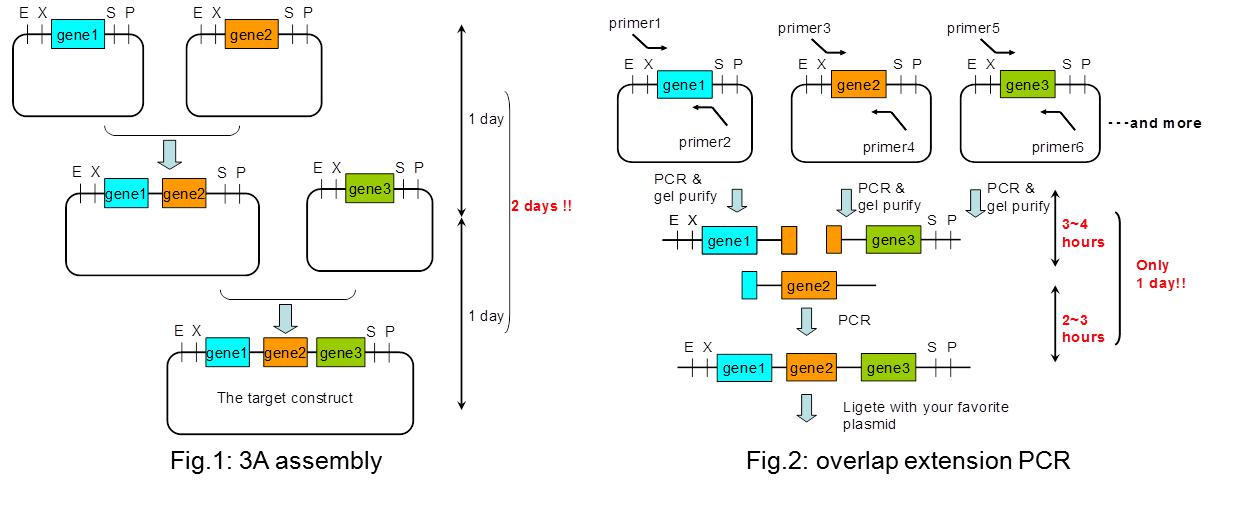 E X S P
gene1
E X S P
gene2
1 day
E X S P
gene1 gene2
E X S P
gene3
2 days !!
1 day
E X S P
gene1 gene2 gene3
The target construct
Fig.1: 3A assembly
primer1
E X S P
gene1
primer2
primer3
E X S P
gene2
primer4
primer5
E X S P
gene3
primer6
---and more
PCR &
gel purify
PCR &
gel purify
PCR &
gel purify
E X
gene1
S P
gene3
gene2
3~4
hours
Only
1 day!!
PCR
2~3
hours
E X S P
gene1 gene2 gene3
Ligete with your favorite
plasmid
Fig.2: overlap extension PCR